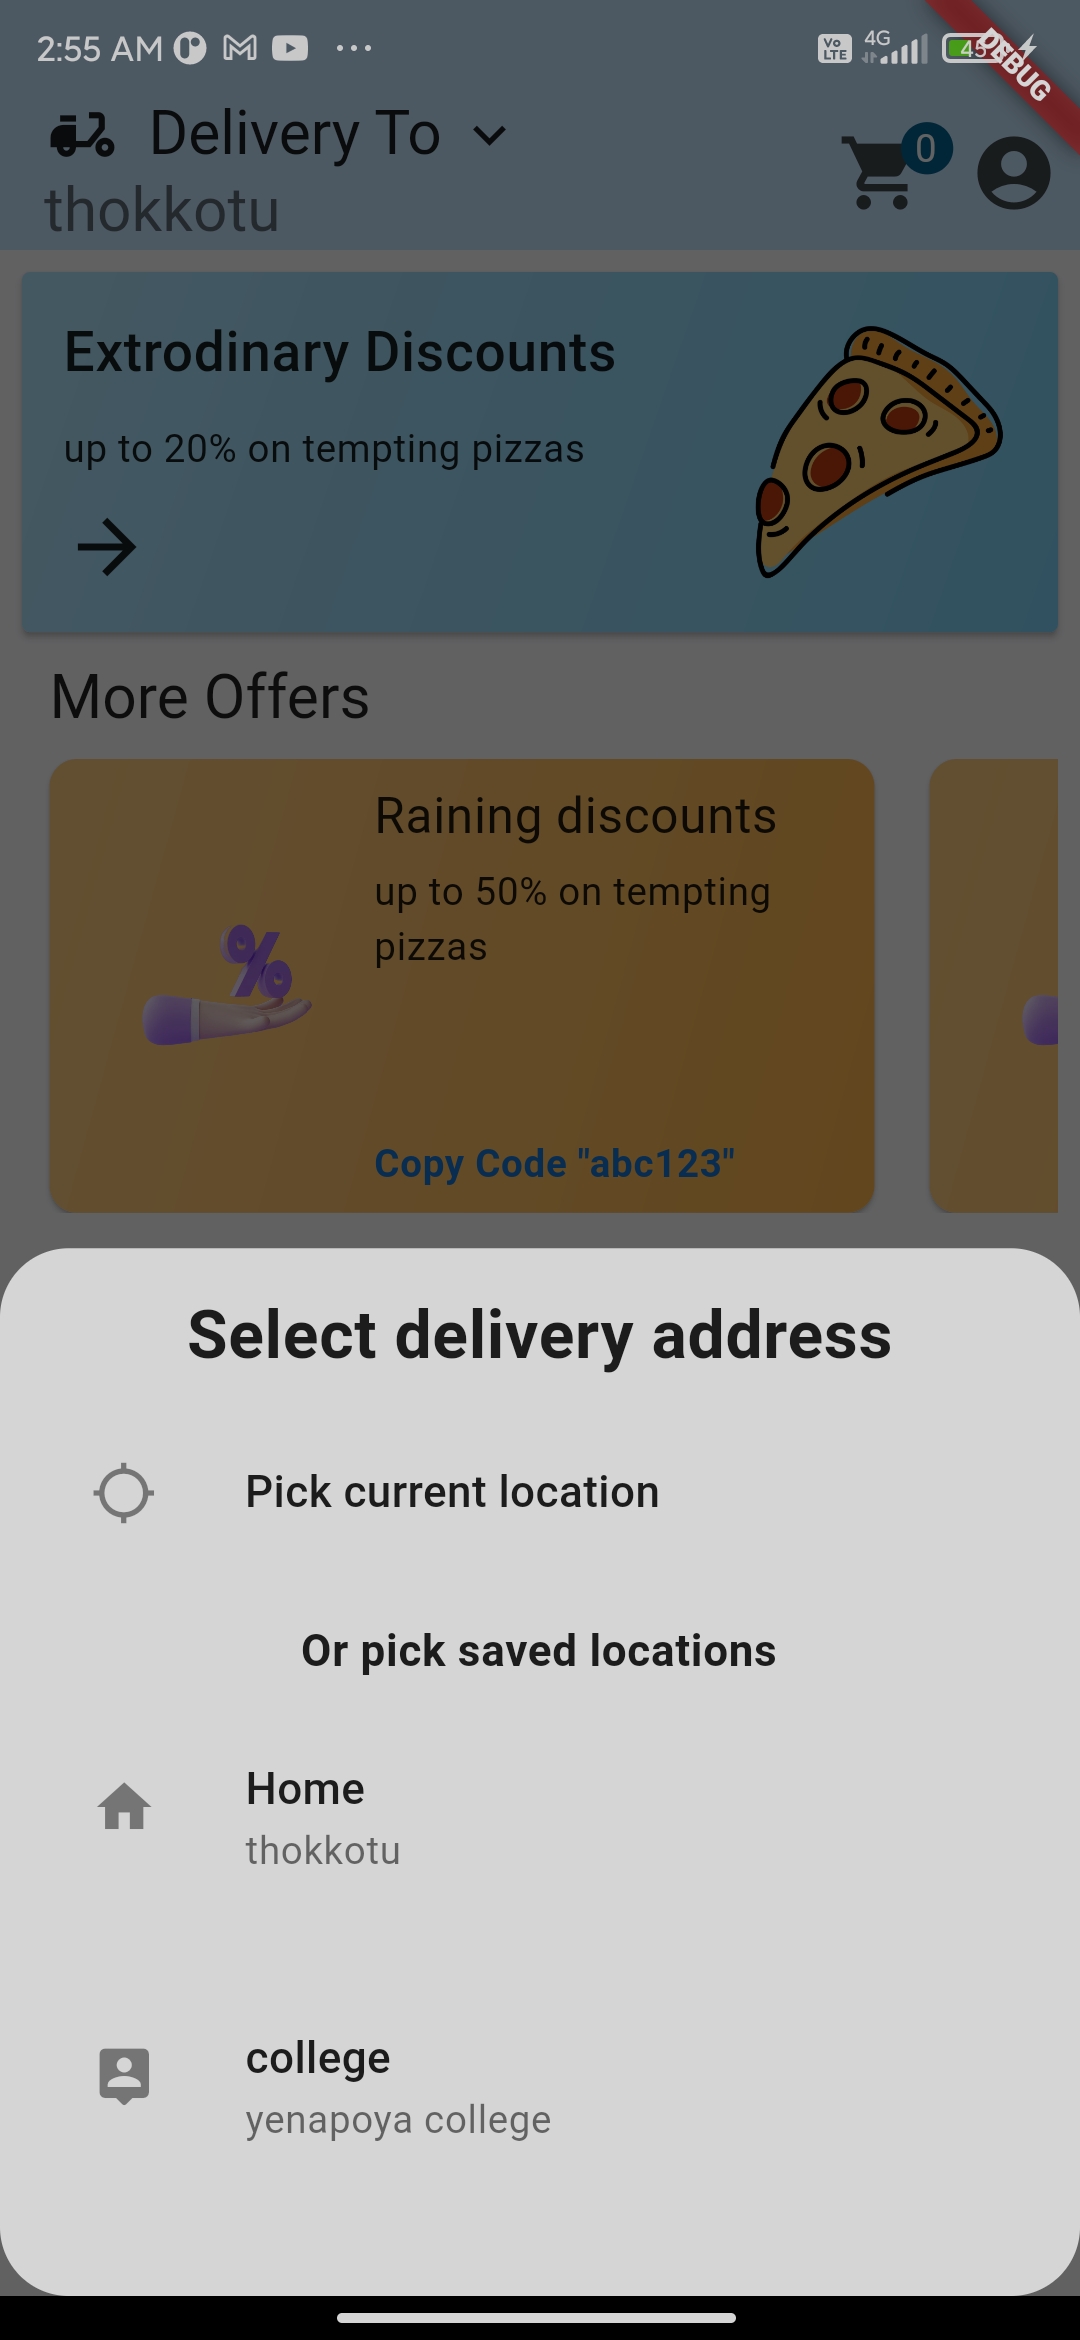 2:55 AM
Vo LTE
4G
45
DEBUG
Delivery To
0
thokkotu
Extrodinary Discounts
up to 20% on tempting pizzas
More Offers
Raining discounts
up to 50% on tempting
pizzas
%
Copy Code "abc123"
Select delivery address
Pick current location
Or pick saved locations
Home
thokkotu
college
yenapoya college